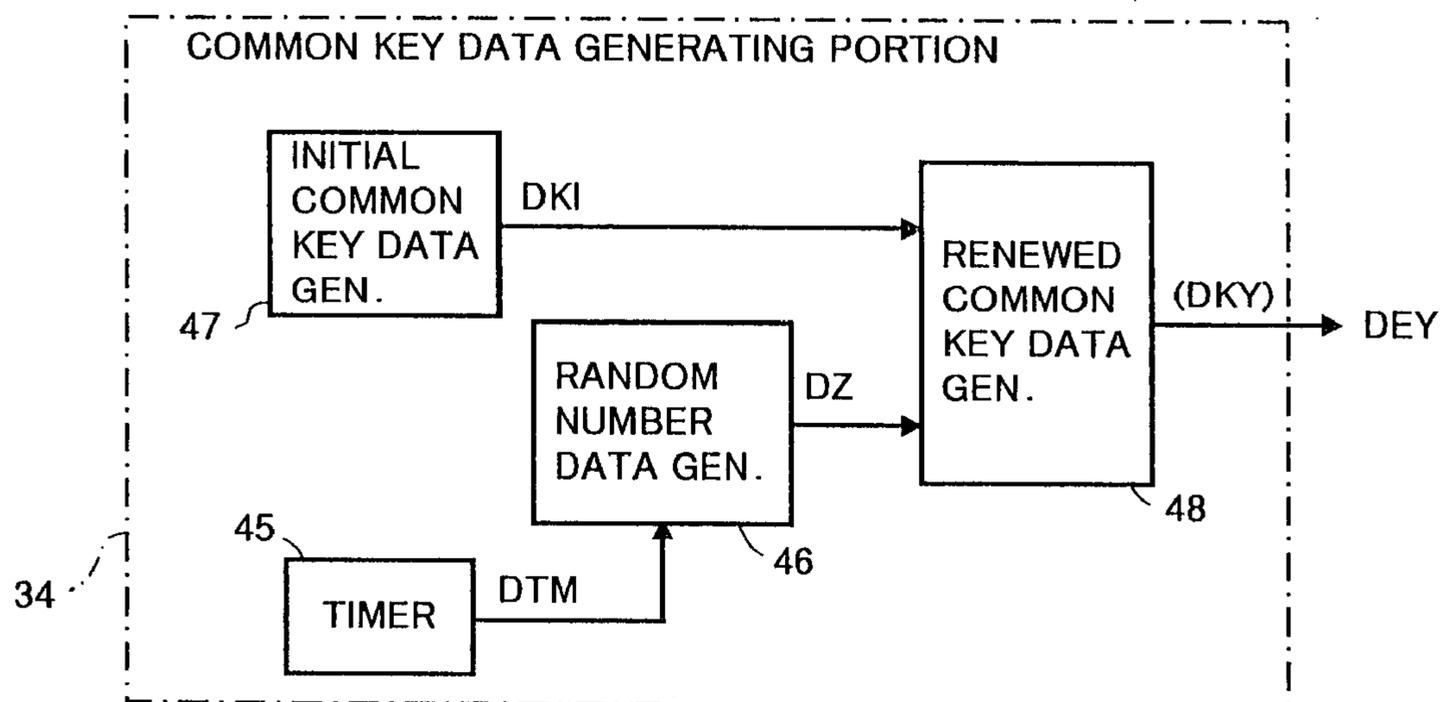 COMMON KEY DATA GENERATING PORTION
INITIAL
COMMON
KEY DATA
GEN.
47
DKI
RENEWED
COMMON
KEY DATA
GEN.
48
(DKY)
DEY
RANDOM
NUMBER
DATA GEN.
46
DZ
45
TIMER
DTM
34